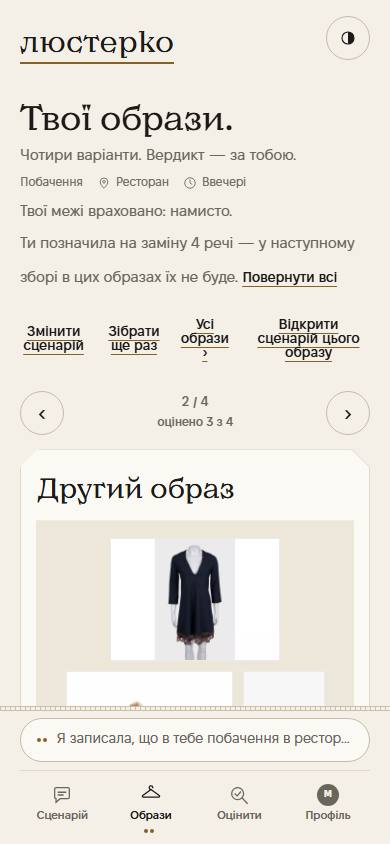 люстерко
Твої образи.
Чотири варіанти. Вердикт — за тобою.
Побачення Ресторан Ввечері
Твої межі враховано: намисто.
Ти позначила на заміну 4 речі — у наступному
зборі в цих образах їх не буде. Повернути всі
Змінити сценарій
Зібрати ще раз
Усі образи ›
Відкрити сценарій цього образу
‹
2 / 4
оцінено 3 з 4
›
Другий образ
Я записала, що в тебе побачення в рестор...
Сценарій
Образи
Оцінити
М
Профіль